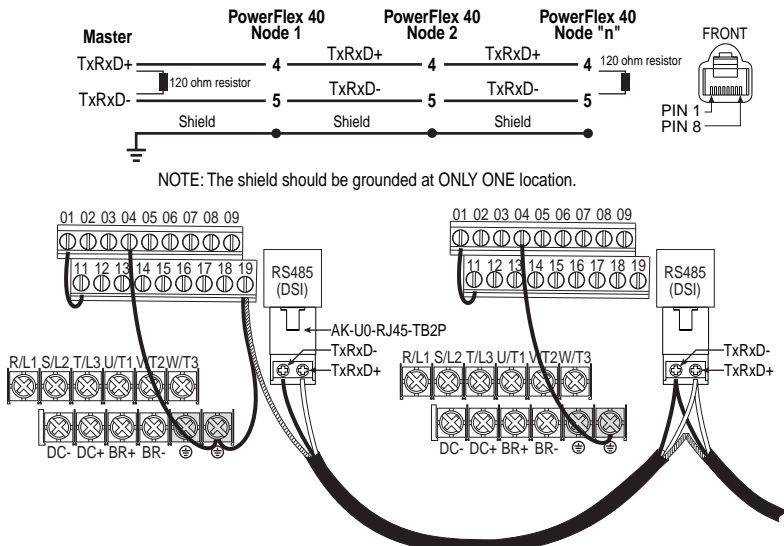 PowerFlex 40 Node 1
PowerFlex 40 Node 2
PowerFlex 40 Node "n"
FRONT
Master
TxRxD+ 4 TxRxD+ 4 TxRxD+ 4
120 ohm resistor
120 ohm resistor
TxRxD- 5 TxRxD- 5 TxRxD- 5
PIN 1
PIN 8
Shield Shield Shield
NOTE: The shield should be grounded at ONLY ONE location.
01 02 03 04 05 06 07 08 09
11 12 13 14 15 16 17 18 19
RS485
(DSI)
AK-U0-RJ45-TB2P
TxRxD-
TxRxD+
R/L1 S/L2 T/L3 U/T1 V/T2 W/T3
DC- DC+ BR+ BR-
01 02 03 04 05 06 07 08 09
11 12 13 14 15 16 17 18 19
RS485
(DSI)
TxRxD-
TxRxD+
R/L1 S/L2 T/L3 U/T1 V/T2 W/T3
DC- DC+ BR+ BR-